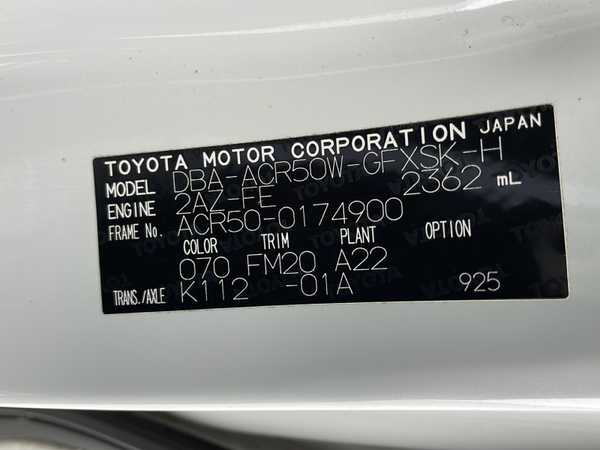 TOYOTA MOTOR CORPORATION JAPAN
MODEL DBA-ACR50W-GFXSK-H
ENGINE 2AZ-FE 2362 mL
FRAME No. ACR50-0174900
COLOR TRIM PLANT OPTION
070 FM20 A22
TRANS./AXLE K112 -01A 925